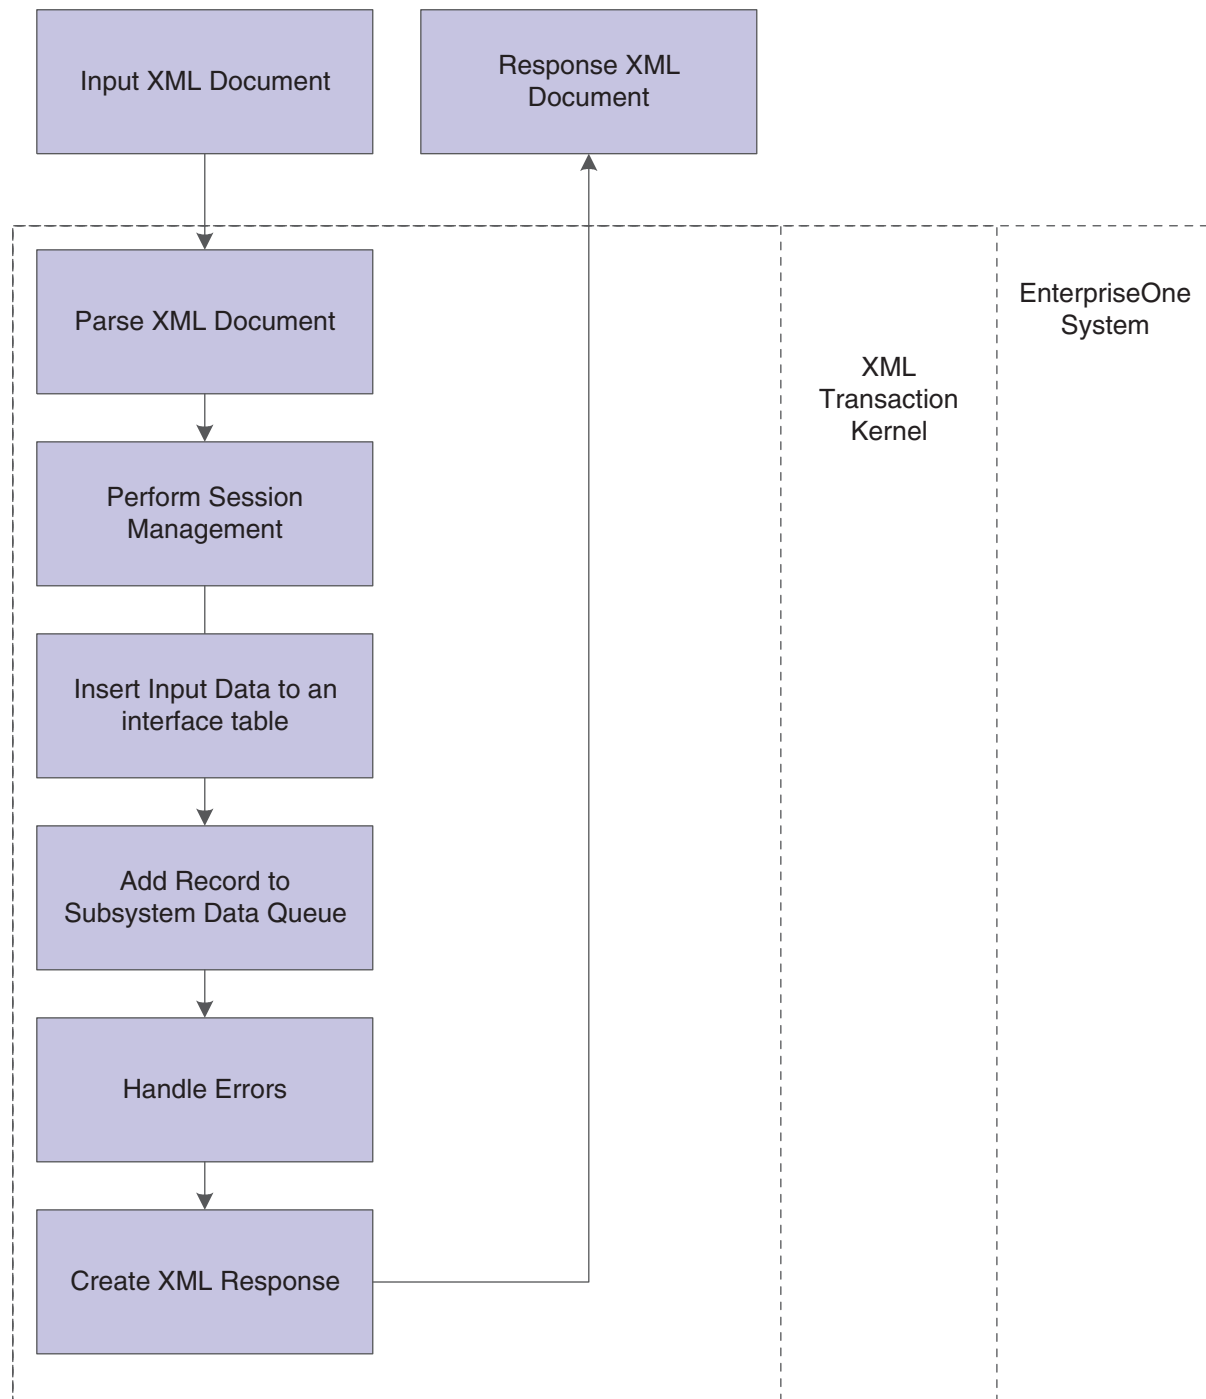 Input XML Document
Response XML
Document
Parse XML Document
EnterpriseOne
System
XML
Transaction
Kernel
Perform Session
Management
Insert Input Data to an
interface table
Add Record to
Subsystem Data Queue
Handle Errors
Create XML Response